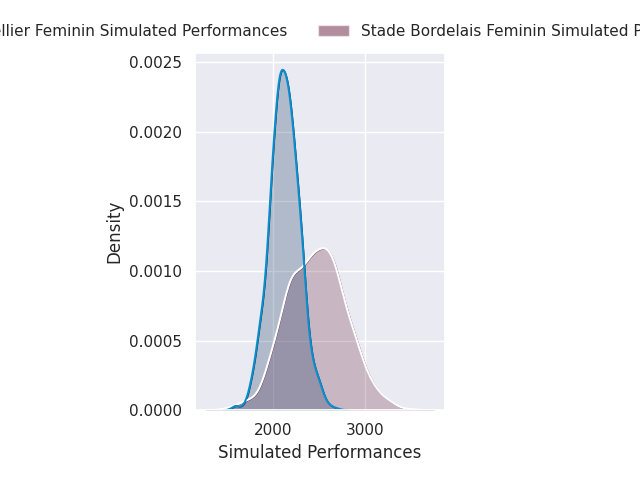 Feminin Simulated Performances Stade Bordelais Feminin Simulated
0.0025
0.0020
0.0015
0.0010
0.0005
0.0000
Density
2000 3000
Simulated Performances